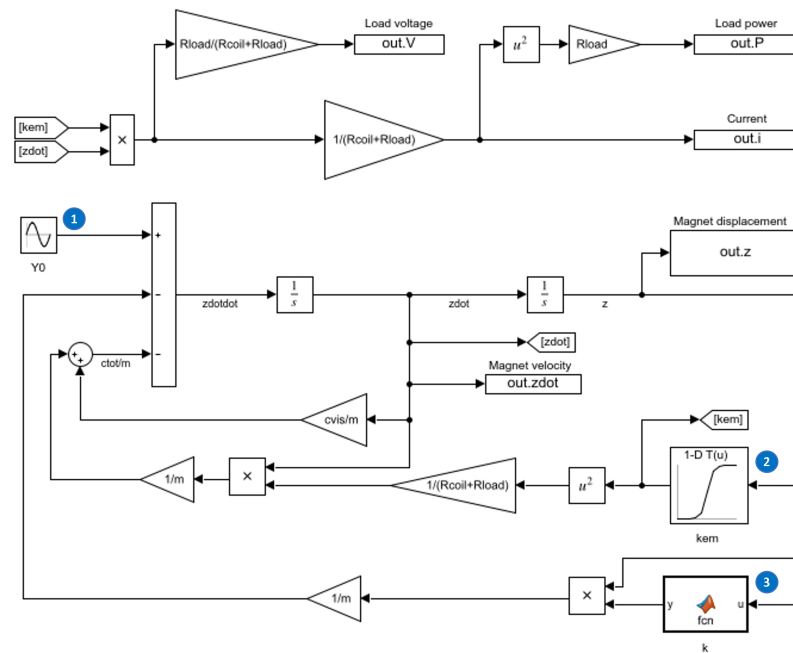 Load voltage
Load power
Rload/(Rcoil+Rload)
out.V
u²
Rload
out.P
[kem]
[zdot]
×
1/(Rcoil+Rload)
Current
out.i
1
Y0
+
Magnet displacement
out.z
−
zdotdot
1
s
zdot
1
s
z
+
+
−
ctot/m
[zdot]
Magnet velocity
out.zdot
cvis/m
[kem]
1-D T(u)
2
1/m
×
1/(Rcoil+Rload)
u²
kem
3
1/m
×
y
fcn
u
k